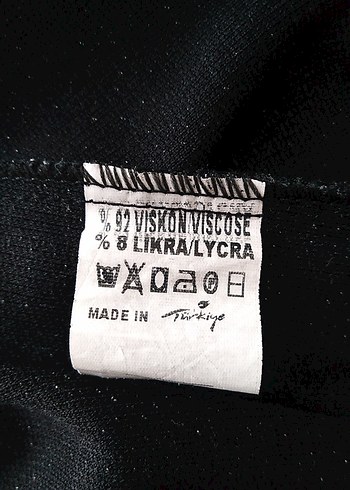 % 92 VISKON/VISCOSE
% 8 LIKRA/LYCRA
MADE IN Türkiye